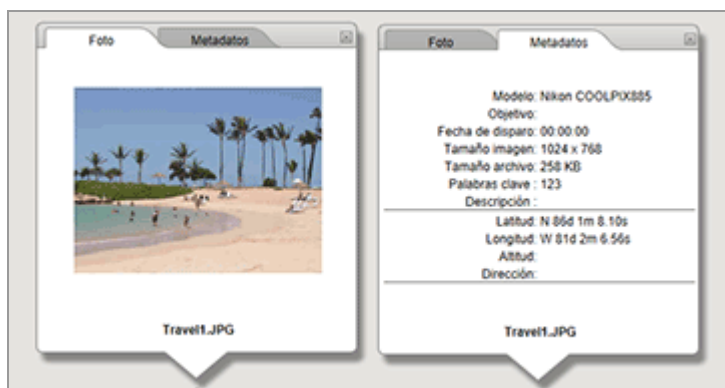 Foto Metadatos
Travel1.JPG
Foto Metadatos
Modelo: Nikon COOLPIX885
Objetivo:
Fecha de disparo: 00:00:00
Tamaño imagen: 1024 x 768
Tamaño archivo: 258 KB
Palabras clave : 123
Descripción :
Latitud: N 86d 1m 8.10s
Longitud: W 81d 2m 6.56s
Altitud:
Dirección:
Travel1.JPG